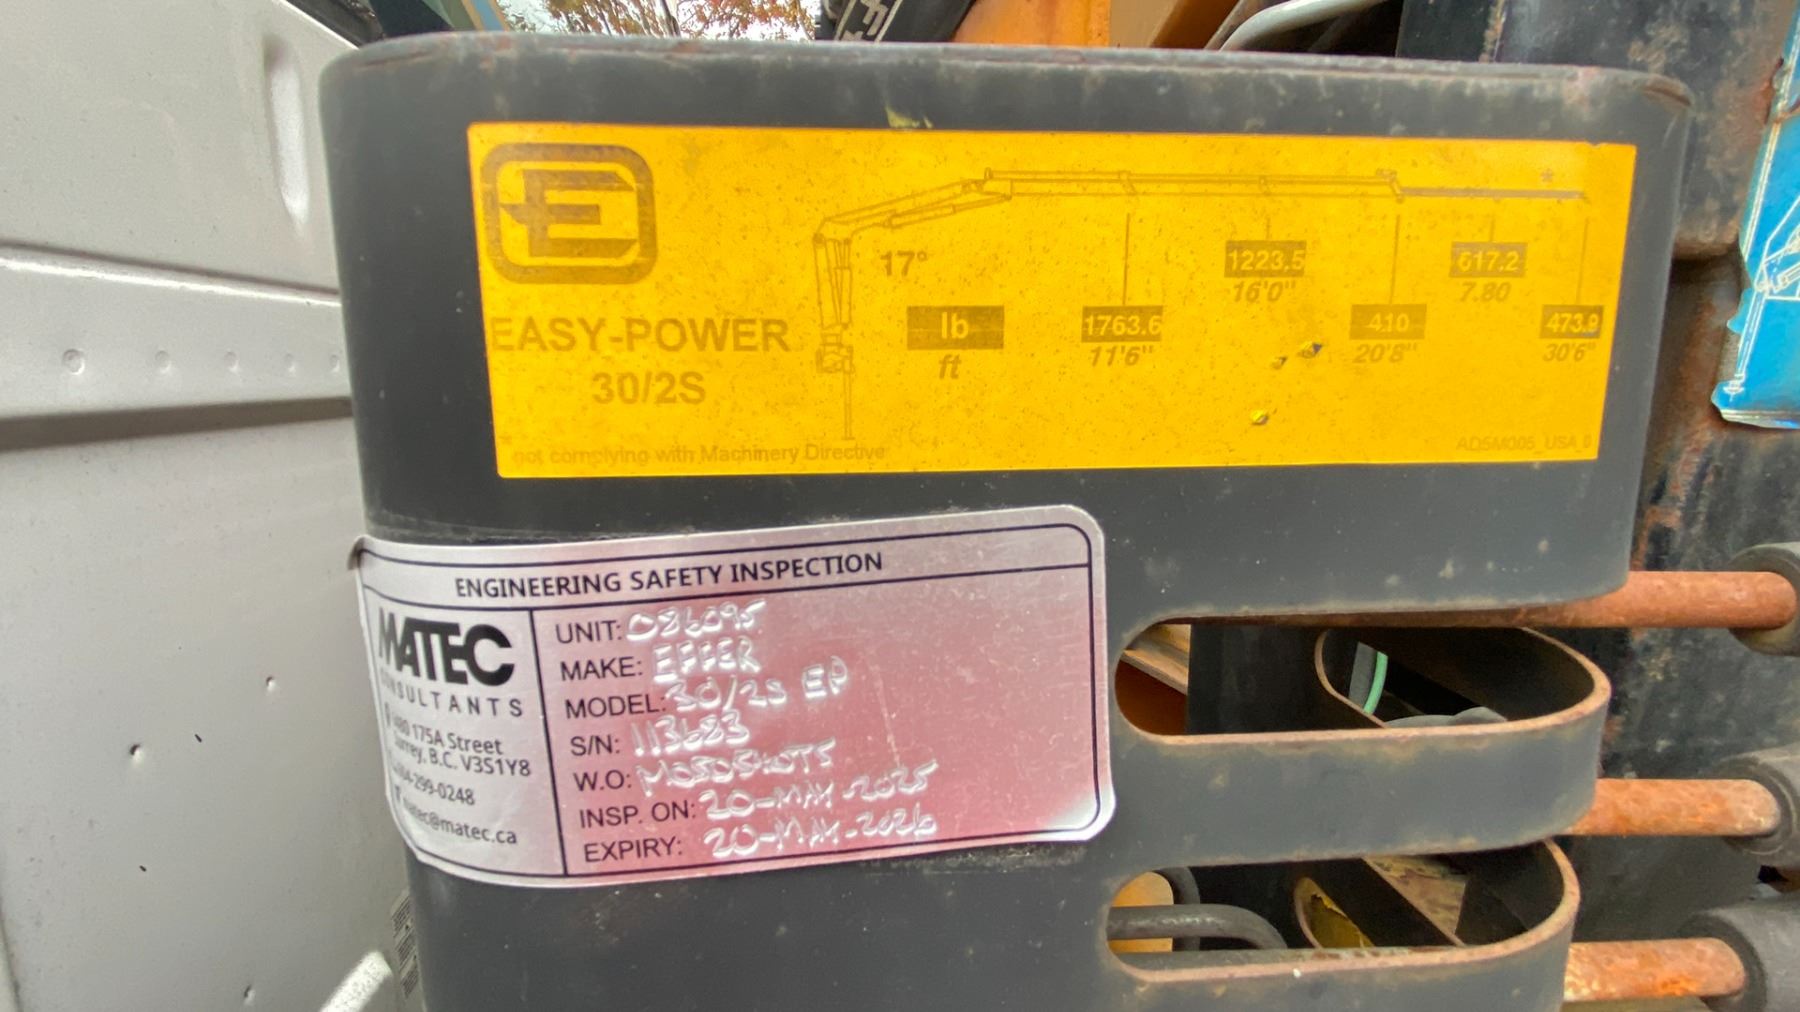 E
17°
lb
ft
1763.6
11'6"
1223.5
16'0"
410
20'8"
617.2
7.80
473.9
30'6"
*
EASY-POWER
30/2S
not complying with Machinery Directive
AD5M005_USA_0
ENGINEERING SAFETY INSPECTION
MATEC
CONSULTANTS
175A Street
Surrey, B.C. V3S1Y8
-299-0248
matec@matec.ca
UNIT: 086095
MAKE: EFFER
MODEL: 30/2S EP
S/N: 113683
W.O:
INSP. ON: 20-MAY-2025
EXPIRY: 20-MAY-2026